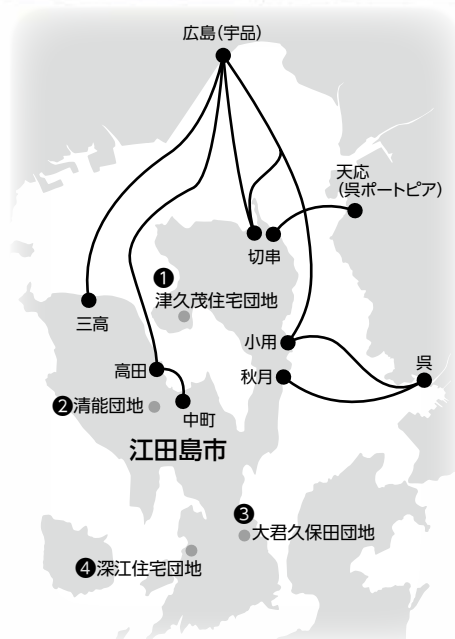 広島（宇品）
天応
（呉ポートピア）
切串
❶
津久茂住宅団地
三高
小用
呉
高田
秋月
❷清能団地
中町
江田島市
❸
大君久保田団地
❹深江住宅団地